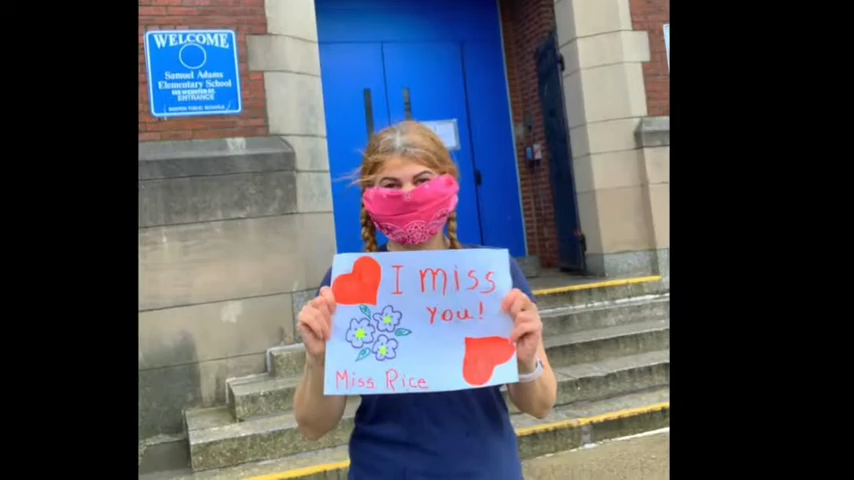 WELCOME
Samuel Adams
Elementary School
ENTRANCE
I miss
you!
Miss Rice